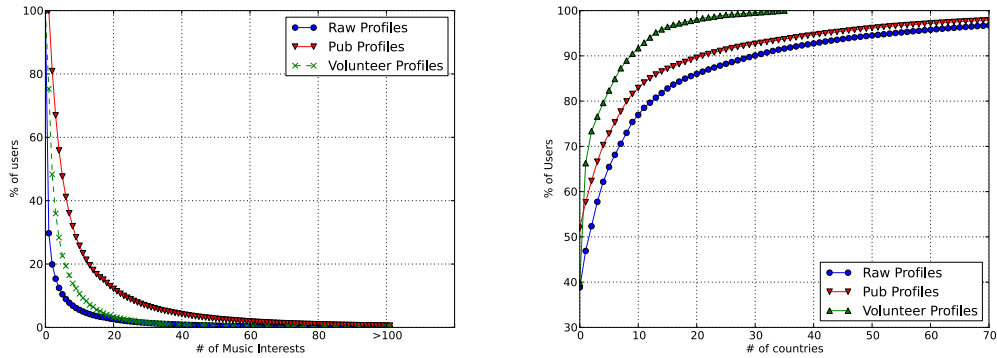 % of users
100
80
60
40
20
0
0 20 40 60 80 >100
# of Music Interests
Raw Profiles
Pub Profiles
Volunteer Profiles
% of Users
100
90
80
70
60
50
40
30
0 10 20 30 40 50 60 70
# of countries
Raw Profiles
Pub Profiles
Volunteer Profiles